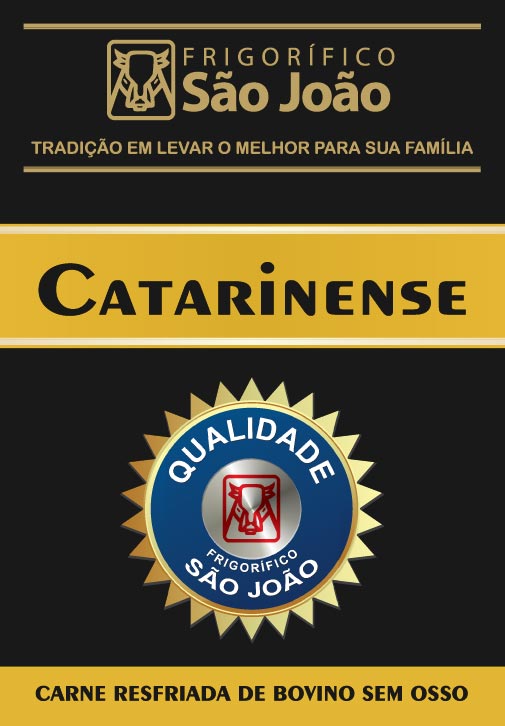 FRIGORÍFICO
São João
TRADIÇÃO EM LEVAR O MELHOR PARA SUA FAMÍLIA
CATARINENSE
QUALIDADE
FRIGORÍFICO
SÃO JOÃO
CARNE RESFRIADA DE BOVINO SEM OSSO